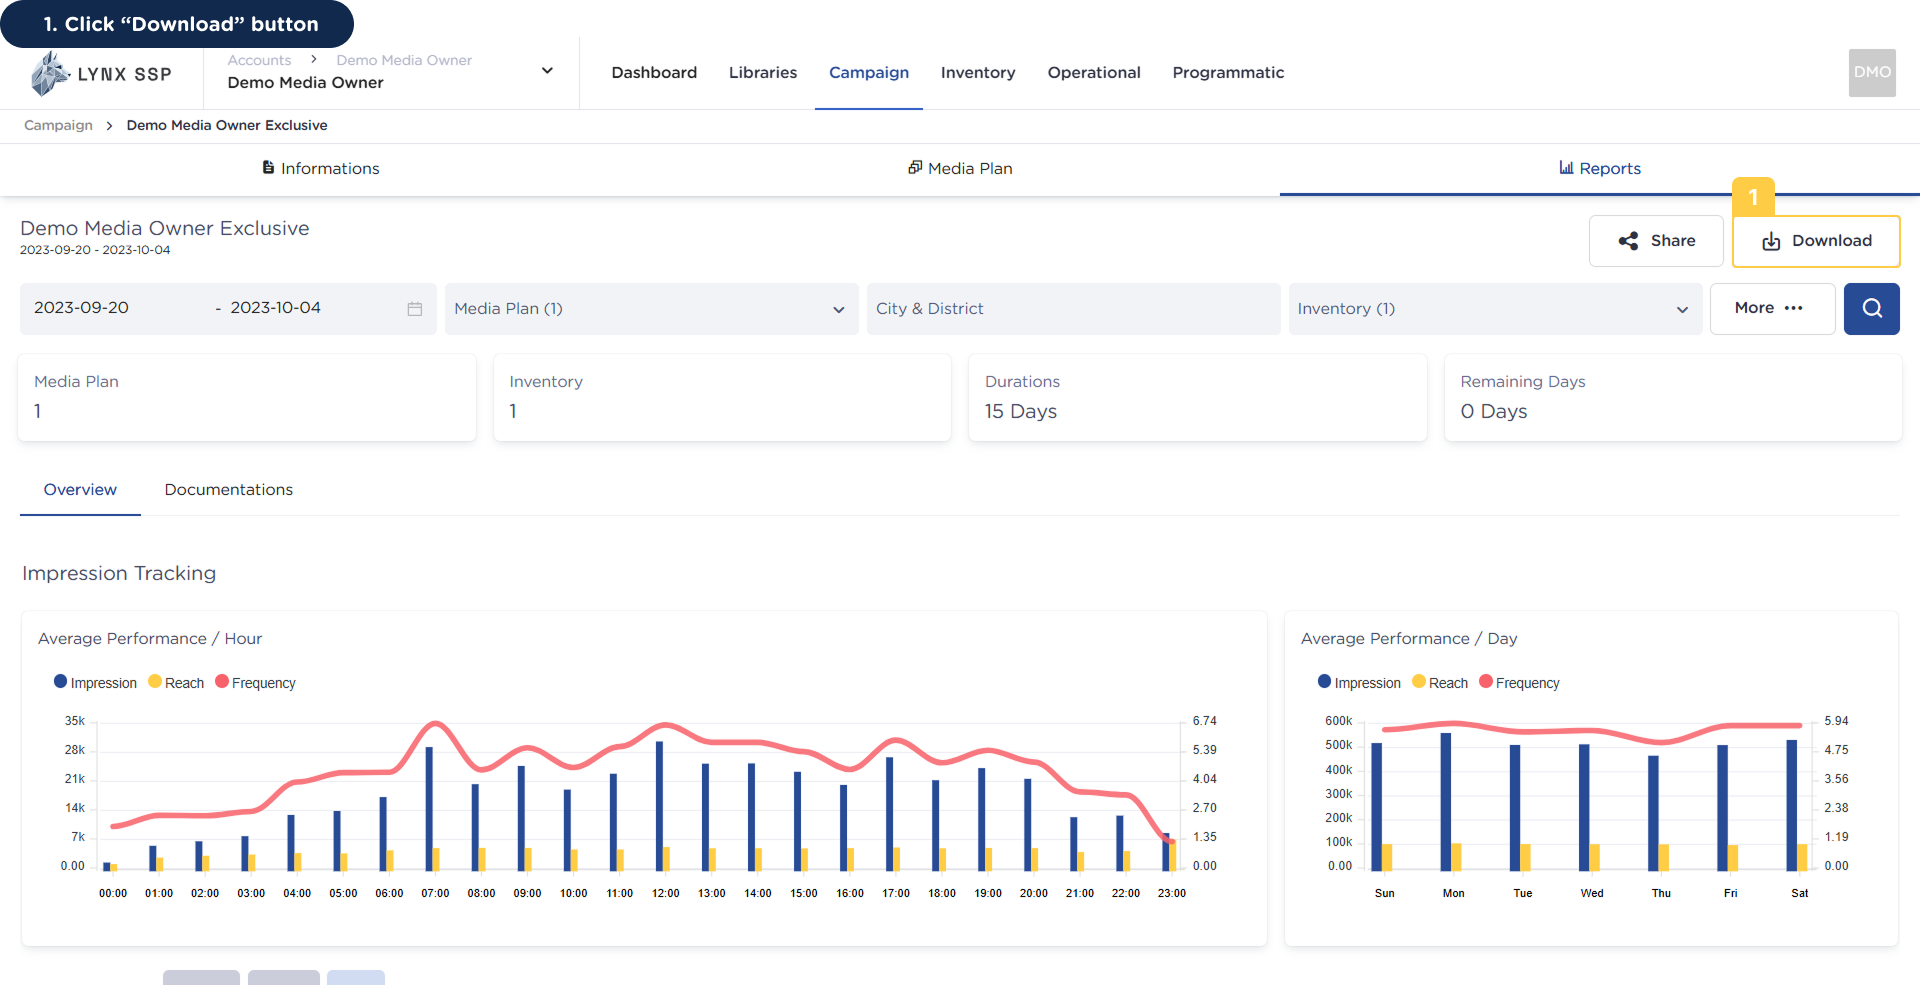 1. Click “Download” button
LYNX SSP
Accounts > Demo Media Owner
Demo Media Owner
Dashboard Libraries Campaign Inventory Operational Programmatic
DMO
Campaign > Demo Media Owner Exclusive
Informations Media Plan Reports
1
Demo Media Owner Exclusive
2023-09-20 - 2023-10-04
Share Download
2023-09-20 - 2023-10-04 Media Plan (1) City & District Inventory (1) More •••
Media Plan Inventory Durations Remaining Days
1 1 15 Days 0 Days
Overview Documentations
Impression Tracking
Average Performance / Hour
Impression Reach Frequency
35k 6.74
28k 5.39
21k 4.04
14k 2.70
7k 1.35
0.00 0.00
00:00 01:00 02:00 03:00 04:00 05:00 06:00 07:00 08:00 09:00 10:00 11:00 12:00 13:00 14:00 15:00 16:00 17:00 18:00 19:00 20:00 21:00 22:00 23:00
Average Performance / Day
Impression Reach Frequency
600k 5.94
500k 4.75
400k 3.56
300k 2.38
200k 1.19
100k 0.00
0.00
Sun Mon Tue Wed Thu Fri Sat